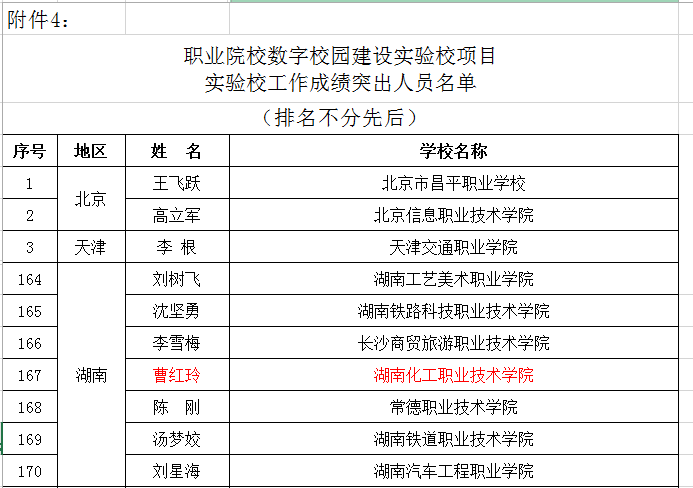 附件4：
职业院校数字校园建设实验校项目
实验校工作成绩突出人员名单
（排名不分先后）
序号 地区 姓 名 学校名称
1 北京 王飞跃 北京市昌平职业学校
2 高立军 北京信息职业技术学院
3 天津 李 根 天津交通职业学院
164 湖南 刘树飞 湖南工艺美术职业学院
165 沈坚勇 湖南铁路科技职业技术学院
166 李雪梅 长沙商贸旅游职业技术学院
167 曹红玲 湖南化工职业技术学院
168 陈 刚 常德职业技术学院
169 汤梦姣 湖南铁道职业技术学院
170 刘星海 湖南汽车工程职业学院